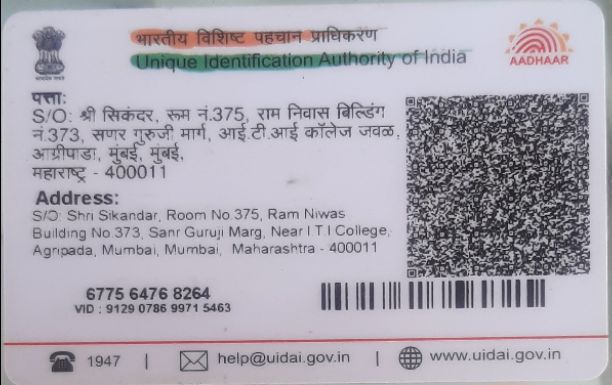 भारतीय विशिष्ट पहचान प्राधिकरण
Unique Identification Authority of India
AADHAAR
पत्ता:
S/O: श्री सिकंदर, रूम नं.375, राम निवास बिल्डिंग
नं.373, सणर गुरुजी मार्ग, आई.टी.आई कॉलेज जवळ,
आग्रीपाडा, मुंबई, मुंबई,
महाराष्ट्र - 400011
Address:
S/O: Shri Sikandar, Room No 375, Ram Niwas
Building No 373, Sanr Guruji Marg, Near I T I College,
Agripada, Mumbai, Mumbai, Maharashtra - 400011
6775 6476 8264
VID : 9129 0786 9971 5463
1947 | help@uidai.gov.in | www.uidai.gov.in